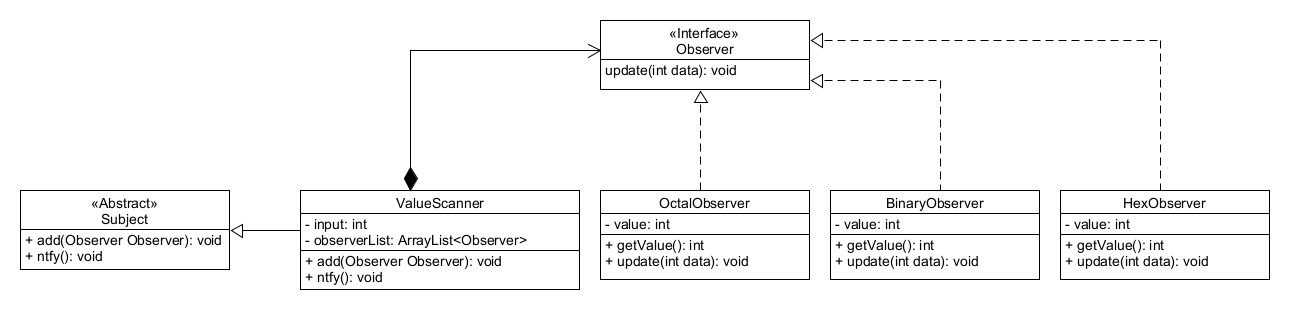 «Interface»
Observer
update(int data): void
«Abstract»
Subject
+ add(Observer Observer): void
+ ntfy(): void
ValueScanner
- input: int
- observerList: ArrayList<Observer>
+ add(Observer Observer): void
+ ntfy(): void
OctalObserver
- value: int
+ getValue(): int
+ update(int data): void
BinaryObserver
- value: int
+ getValue(): int
+ update(int data): void
HexObserver
- value: int
+ getValue(): int
+ update(int data): void